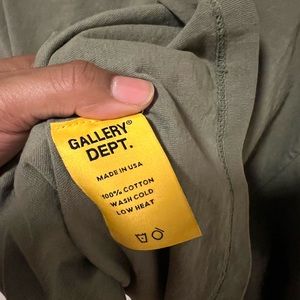 GALLERY®
DEPT.
MADE IN USA
100% COTTON
WASH COLD
LOW HEAT